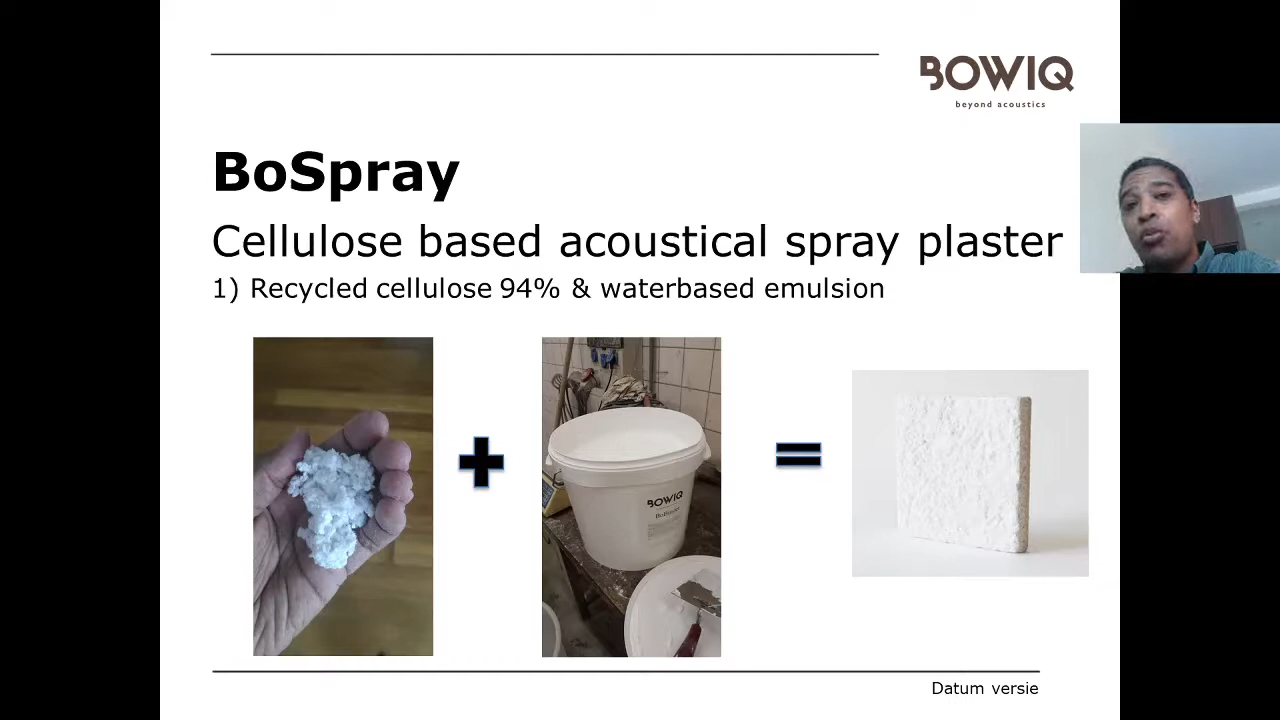 BOWIQ
beyond acoustics
BoSpray
Cellulose based acoustical spray plaster
1) Recycled cellulose 94% & waterbased emulsion
BOWIQ
Datum versie